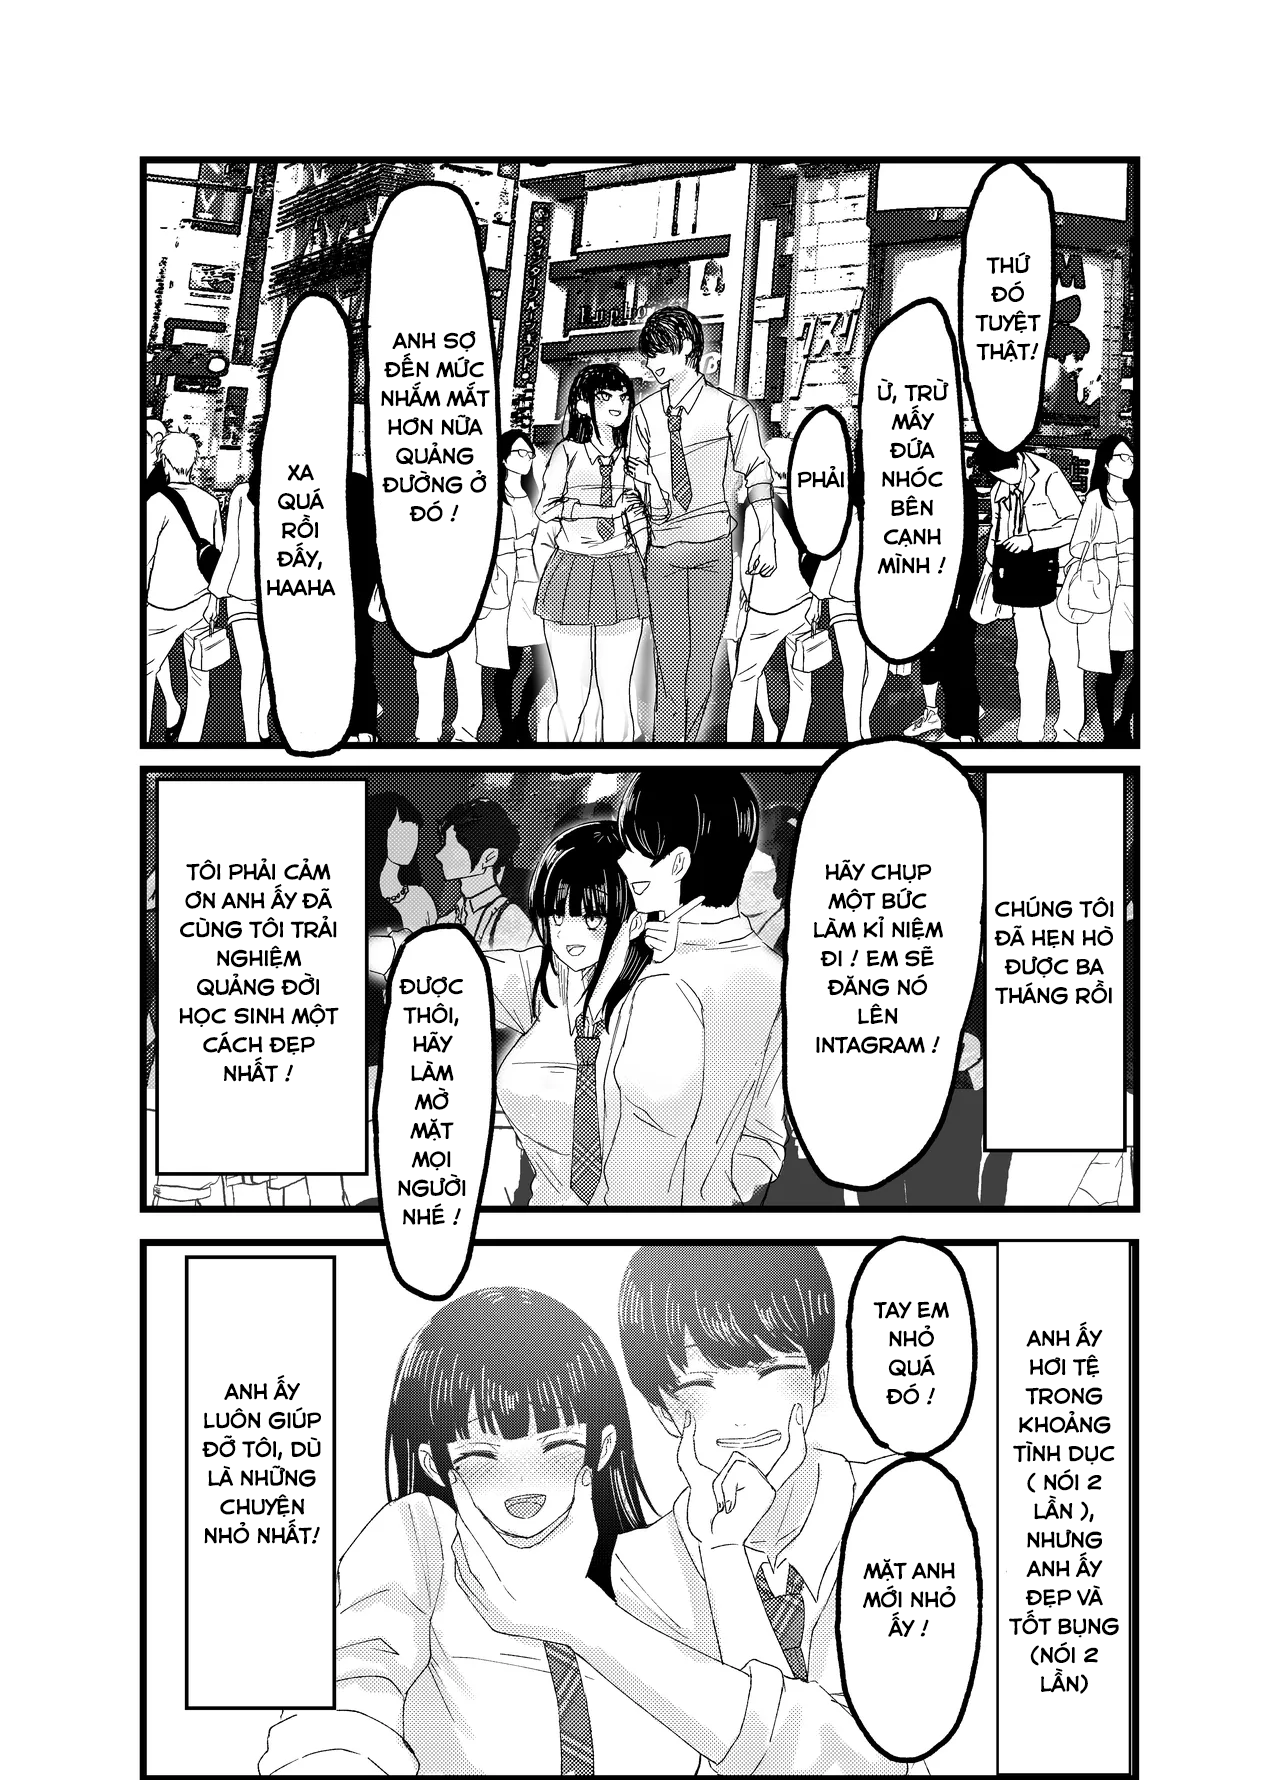 THỨ
ĐÓ
TUYỆT
THẬT!
Ừ, TRỪ
MẤY
ĐỨA
NHÓC
BÊN
CẠNH
MÌNH !
PHẢI
ANH SỢ
ĐẾN MỨC
NHẮM MẮT
HƠN NỮA
QUẢNG
ĐƯỜNG Ở
ĐÓ !
XA
QUÁ
RỒI
ĐẤY,
HAAHA
クスリ
CHÚNG TÔI
ĐÃ HẸN HÒ
ĐƯỢC BA
THÁNG RỒI
HÃY CHỤP
MỘT BỨC
LÀM KỈ NIỆM
ĐI ! EM SẼ
ĐĂNG NÓ
LÊN
INTAGRAM !
ĐƯỢC
THÔI,
HÃY
LÀM
MỜ
MẶT
MỌI
NGƯỜI
NHÉ !
TÔI PHẢI CẢM
ƠN ANH ẤY ĐÃ
CÙNG TÔI TRẢI
NGHIỆM
QUẢNG ĐỜI
HỌC SINH MỘT
CÁCH ĐẸP
NHẤT !
ANH ẤY
HƠI TỆ
TRONG
KHOẢNG
TÌNH DỤC
( NÓI 2
LẦN ),
NHƯNG
ANH ẤY
ĐẸP VÀ
TỐT BỤNG
(NÓI 2
LẦN)
TAY EM
NHỎ
QUÁ
ĐÓ !
MẶT ANH
MỚI NHỎ
ẤY !
ANH ẤY
LUÔN GIÚP
ĐỠ TÔI, DÙ
LÀ NHỮNG
CHUYỆN
NHỎ NHẤT!